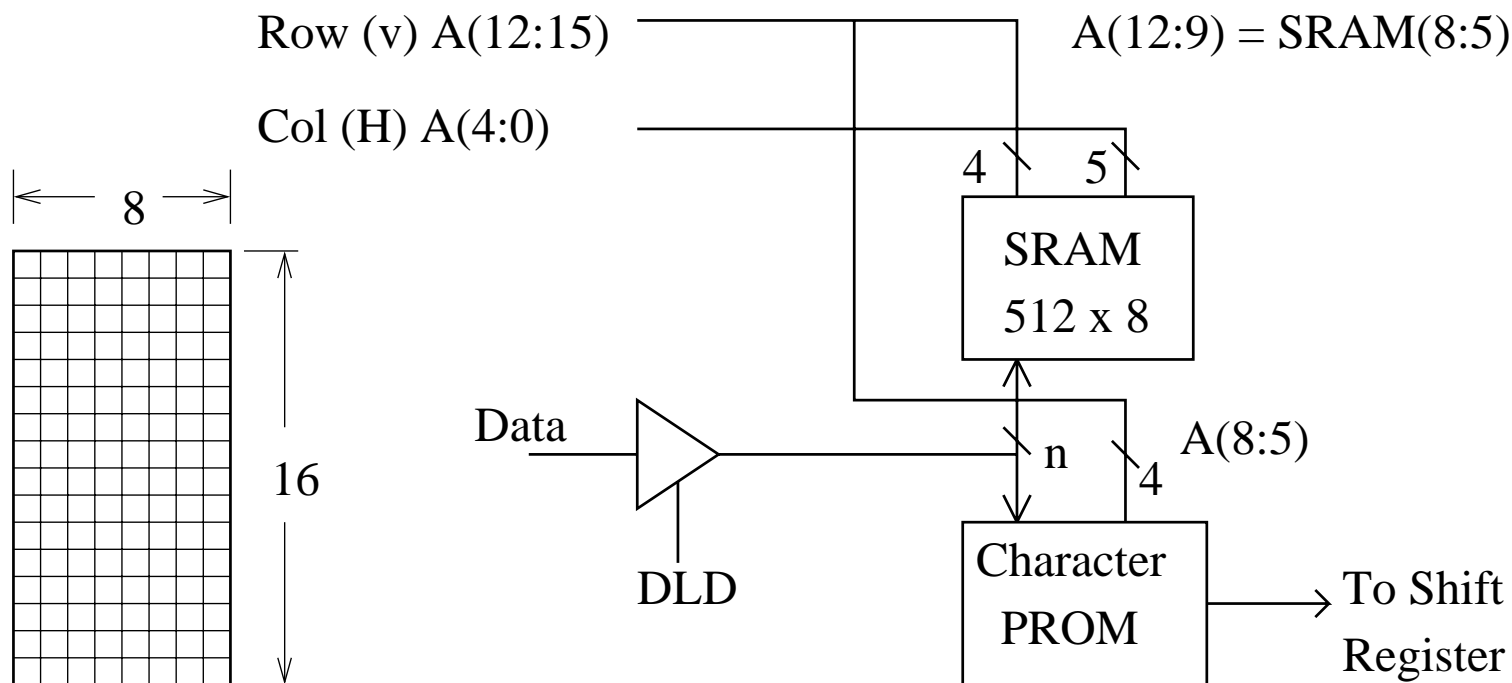 Row (v) A(12:15)
A(12:9) = SRAM(8:5)
Col (H) A(4:0)
4
5
8
SRAM
512 x 8
Data
n
A(8:5)
4
16
DLD
Character
PROM
To Shift
Register